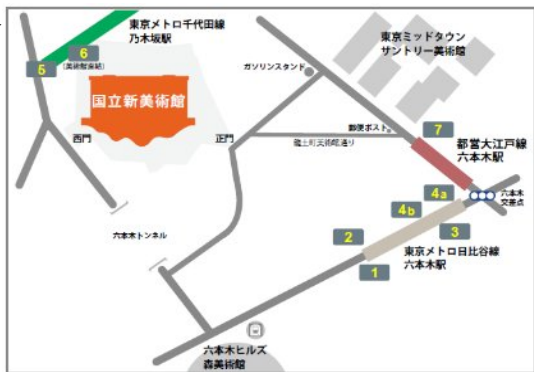 東京メトロ千代田線
乃木坂駅
6
(美術館直結)
5
国立新美術館
西門
正門
ガソリンスタンド
東京ミッドタウン
サントリー美術館
郵便ポスト
龍土町美術館通り
7
都営大江戸線
六本木駅
4a
六本木
交差点
4b
3
2
1
東京メトロ日比谷線
六本木駅
六本木トンネル
六本木ヒルズ
森美術館